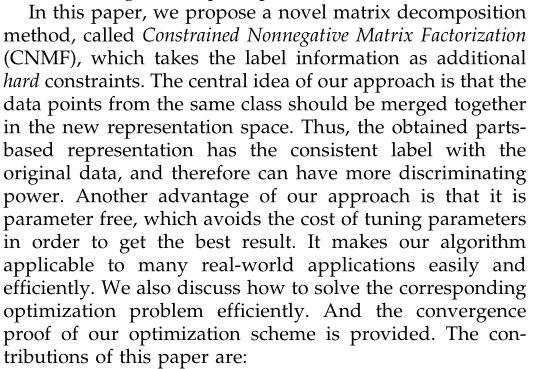 In this paper, we propose a novel matrix decomposition
method, called Constrained Nonnegative Matrix Factorization
(CNMF), which takes the label information as additional
hard constraints. The central idea of our approach is that the
data points from the same class should be merged together
in the new representation space. Thus, the obtained parts-
based representation has the consistent label with the
original data, and therefore can have more discriminating
power. Another advantage of our approach is that it is
parameter free, which avoids the cost of tuning parameters
in order to get the best result. It makes our algorithm
applicable to many real-world applications easily and
efficiently. We also discuss how to solve the corresponding
optimization problem efficiently. And the convergence
proof of our optimization scheme is provided. The con-
tributions of this paper are: